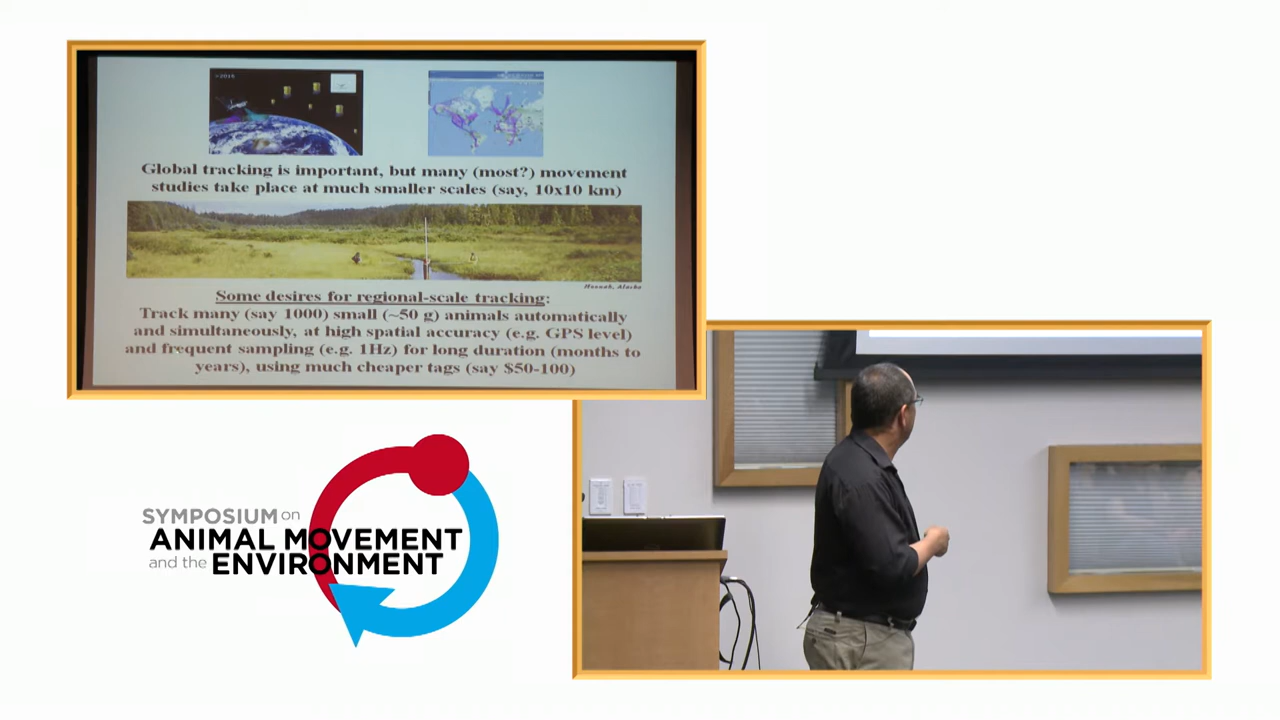 Global tracking is important, but many (most?) movement
studies take place at much smaller scales (say, 10x10 km)
Hoonah, Alaska
Some desires for regional-scale tracking:
Track many (say 1000) small (~50 g) animals automatically
and simultaneously, at high spatial accuracy (e.g. GPS level)
and frequent sampling (e.g. 1Hz) for long duration (months to
years), using much cheaper tags (say $50-100)
SYMPOSIUM on
ANIMAL MOVEMENT
and the ENVIRONMENT